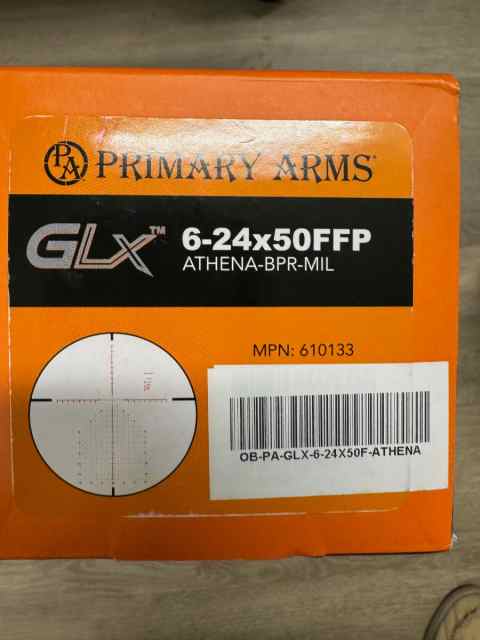 PA PRIMARY ARMS®
GLx™ 6-24x50FFP
ATHENA-BPR-MIL
MPN: 610133
OB-PA-GLX-6-24X50F-ATHENA